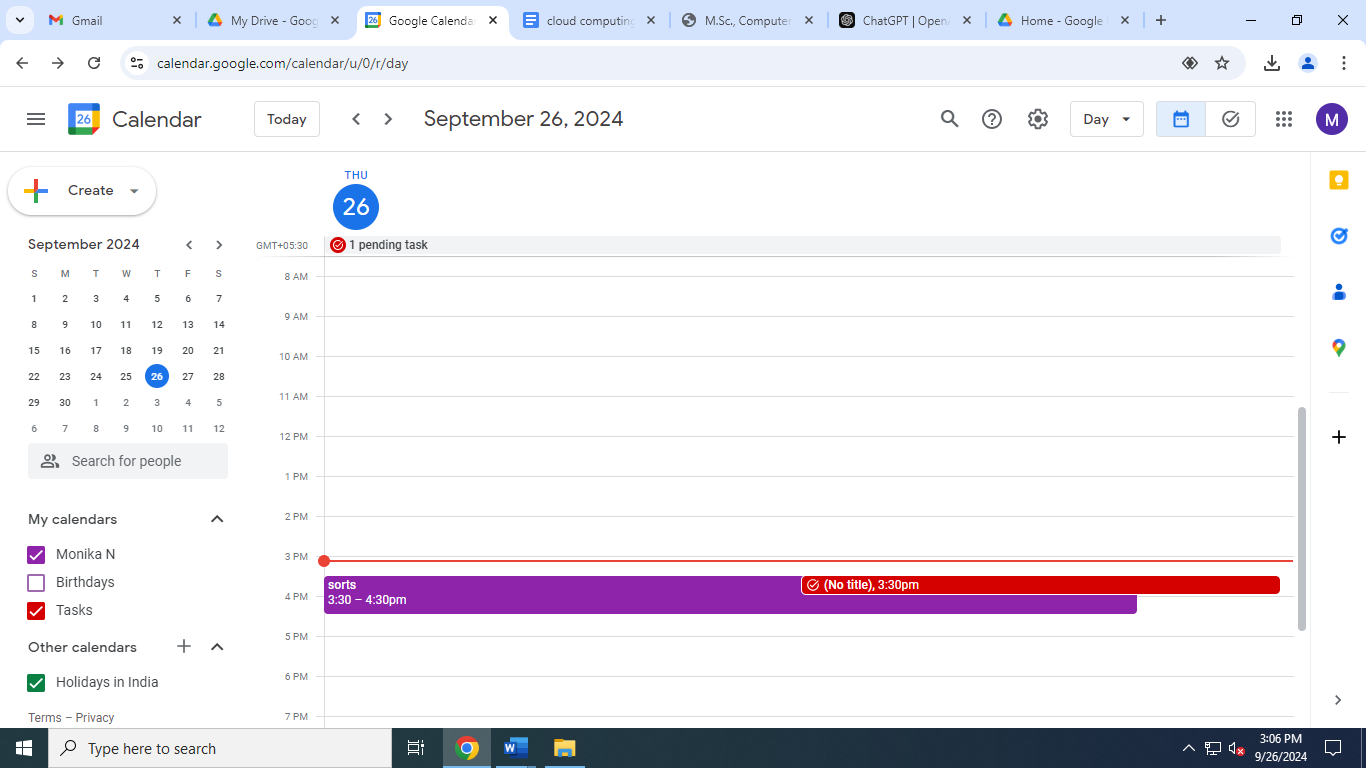 Gmail
My Drive - Goog
Google Calenda
cloud computing
M.Sc., Computer
ChatGPT | OpenA
Home - Google
calendar.google.com/calendar/u/0/r/day
26
Calendar
Today
September 26, 2024
Day
M
Create
THU
26
September 2024
GMT+05:30
1 pending task
S M T W T F S
1 2 3 4 5 6 7
8 9 10 11 12 13 14
15 16 17 18 19 20 21
22 23 24 25 26 27 28
29 30 1 2 3 4 5
6 7 8 9 10 11 12
Search for people
My calendars
Monika N
Birthdays
Tasks
Other calendars
Holidays in India
Terms – Privacy
8 AM
9 AM
10 AM
11 AM
12 PM
1 PM
2 PM
3 PM
sorts
3:30 – 4:30pm
(No title), 3:30pm
4 PM
5 PM
6 PM
7 PM
Type here to search
3:06 PM
9/26/2024